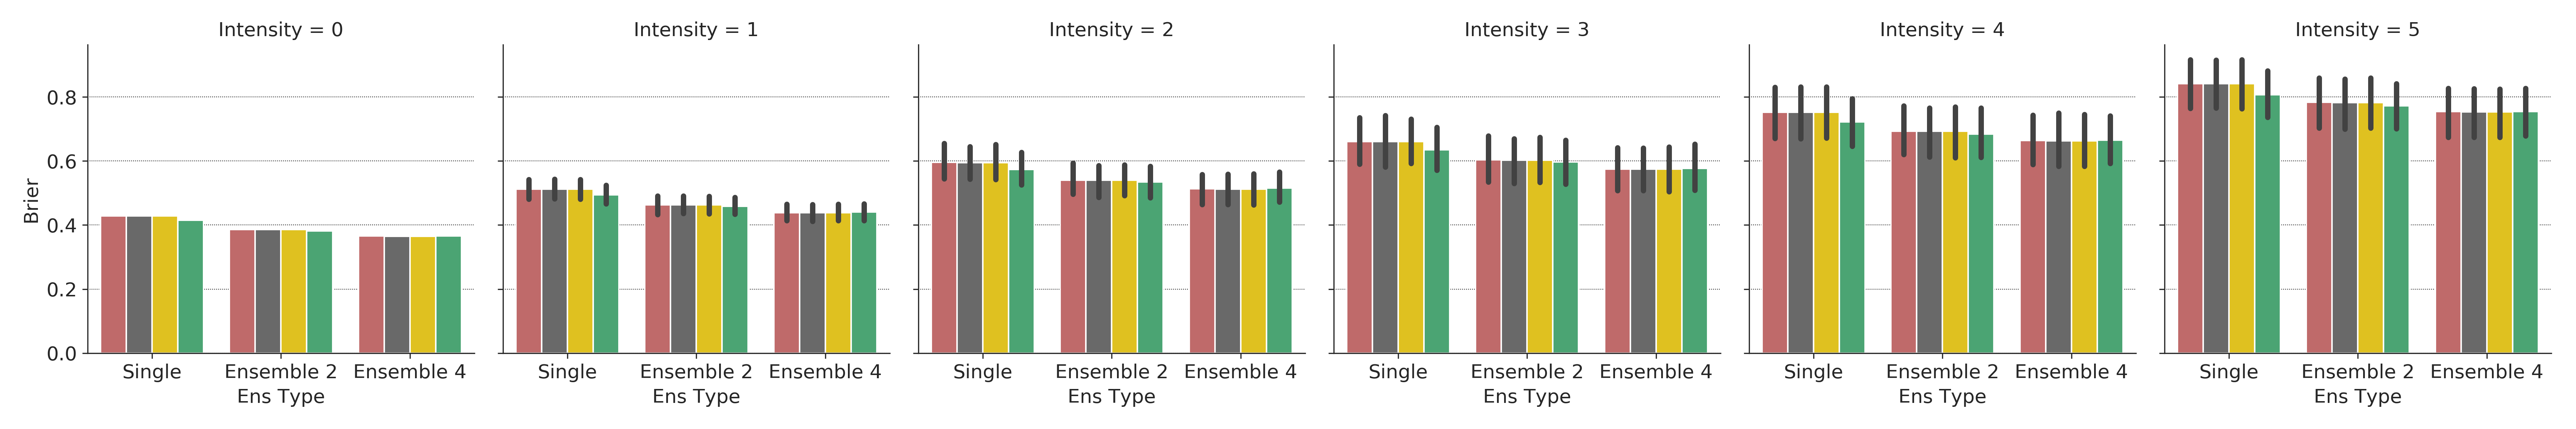 Intensity = 0
Intensity = 1
Intensity = 2
Intensity = 3
Intensity = 4
Intensity = 5
Brier
0.8
0.6
0.4
0.2
0.0
Single Ensemble 2 Ensemble 4
Ens Type
Single Ensemble 2 Ensemble 4
Ens Type
Single Ensemble 2 Ensemble 4
Ens Type
Single Ensemble 2 Ensemble 4
Ens Type
Single Ensemble 2 Ensemble 4
Ens Type
Single Ensemble 2 Ensemble 4
Ens Type